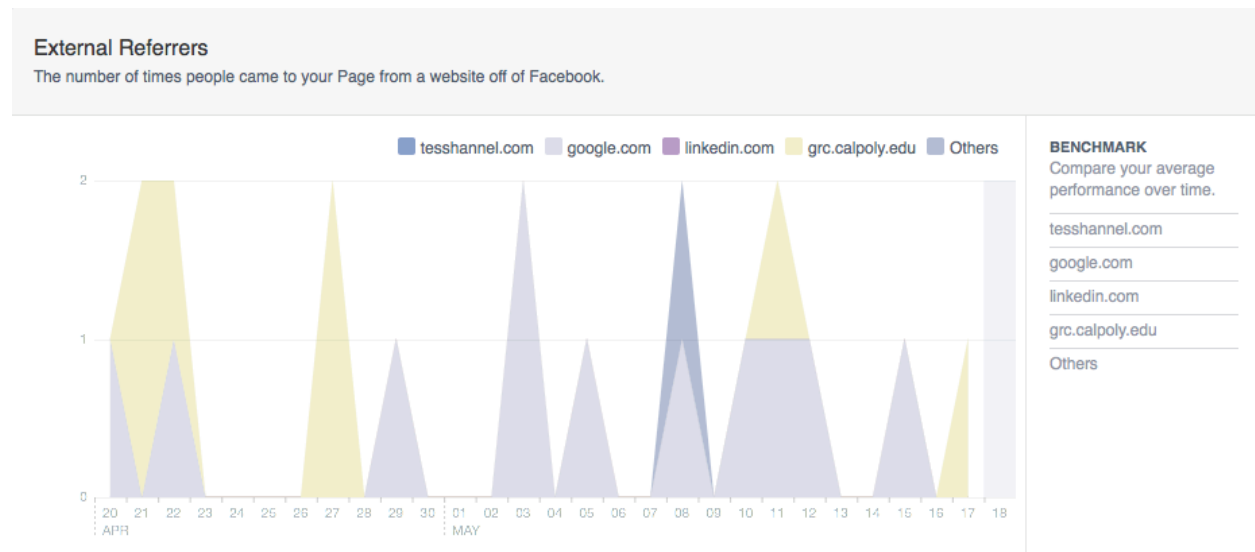 External Referrers
The number of times people came to your Page from a website off of Facebook.
tesshannel.com google.com linkedin.com grc.calpoly.edu Others
2
1
0
20 21 22 23 24 25 26 27 28 29 30 01 02 03 04 05 06 07 08 09 10 11 12 13 14 15 16 17 18
APR MAY
BENCHMARK
Compare your average
performance over time.
tesshannel.com
google.com
linkedin.com
grc.calpoly.edu
Others